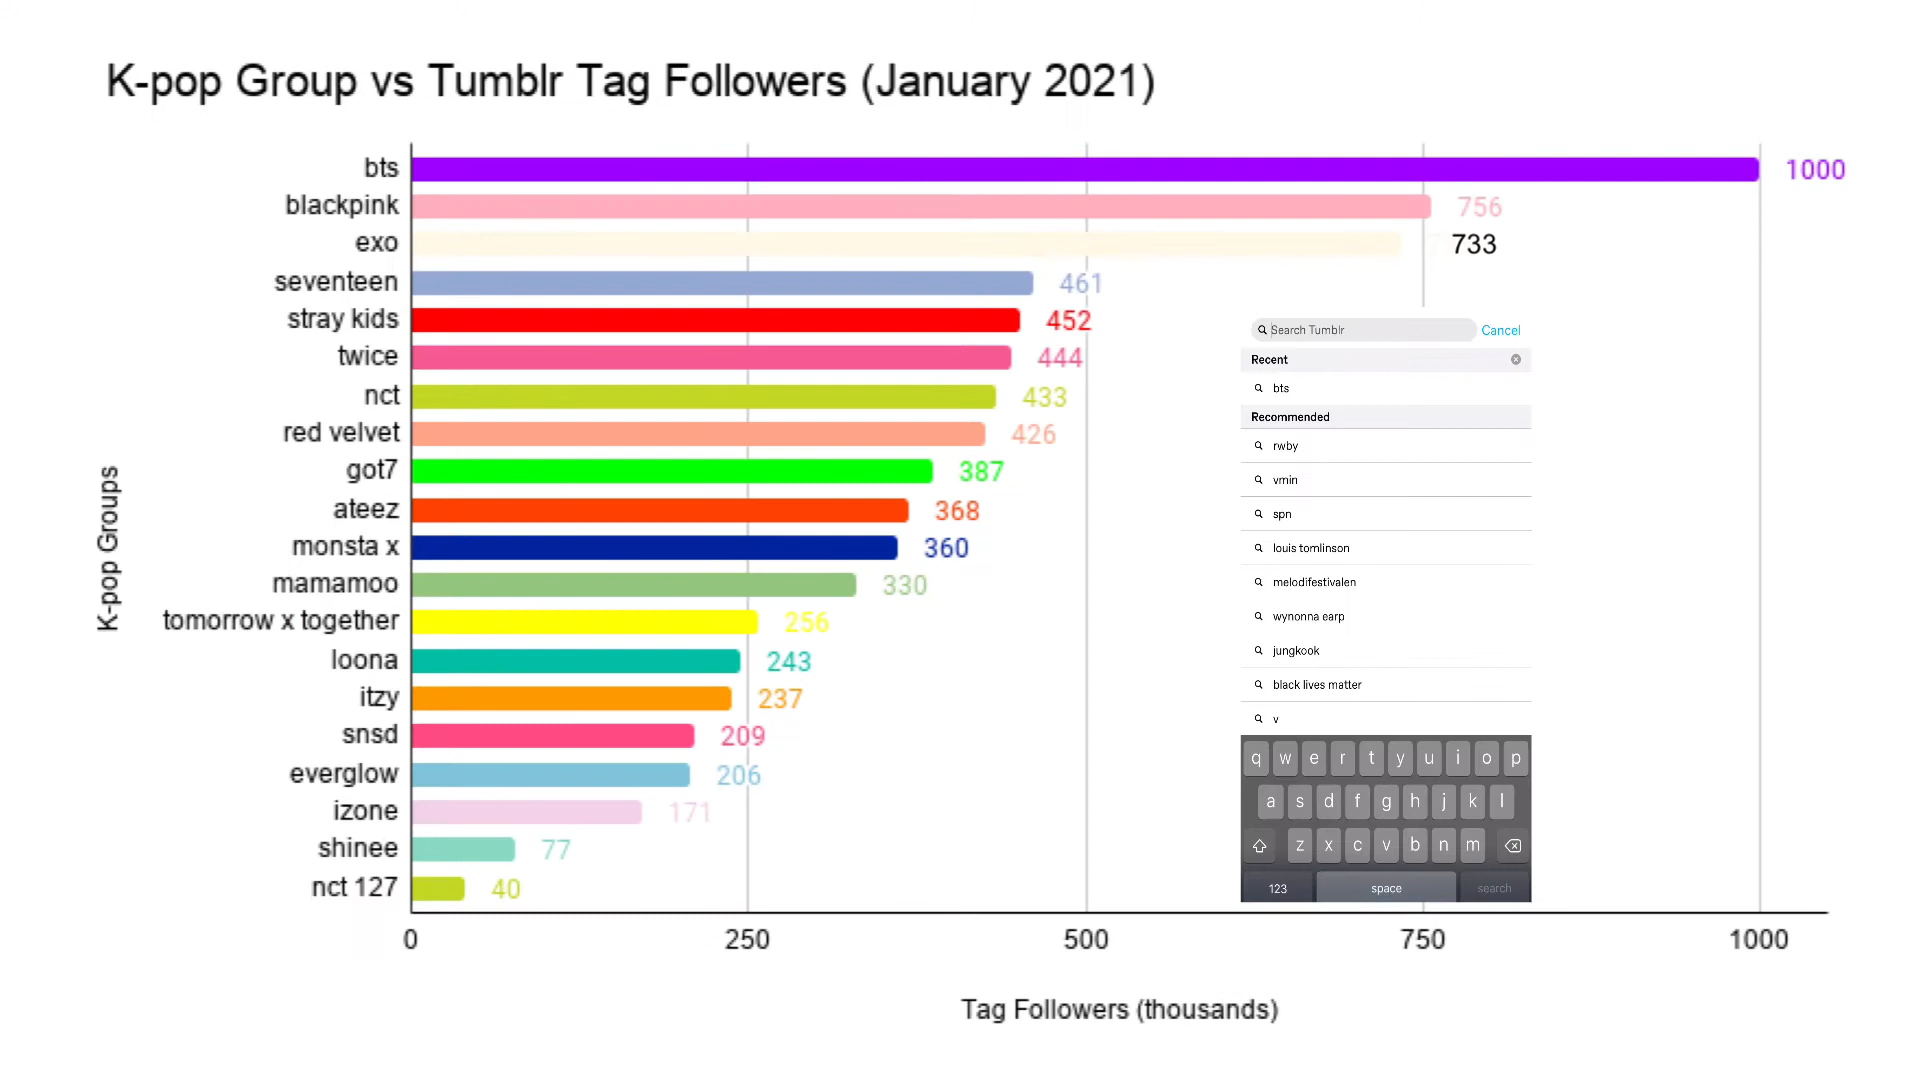 K-pop Group vs Tumblr Tag Followers (January 2021)
bts 1000
blackpink 756
exo 733
seventeen 461
stray kids 452
twice 444
nct 433
red velvet 426
got7 387
ateez 368
monsta x 360
mamamoo 330
tomorrow x together 256
loona 243
itzy 237
snsd 209
everglow 206
izone 171
shinee 77
nct 127 40
K-pop Groups
0 250 500 750 1000
Tag Followers (thousands)
Search Tumblr Cancel
Recent
bts
Recommended
rwby
vmin
spn
louis tomlinson
melodifestivalen
wynonna earp
jungkook
black lives matter
v
q w e r t y u i o p
a s d f g h j k l
z x c v b n m
123 space search